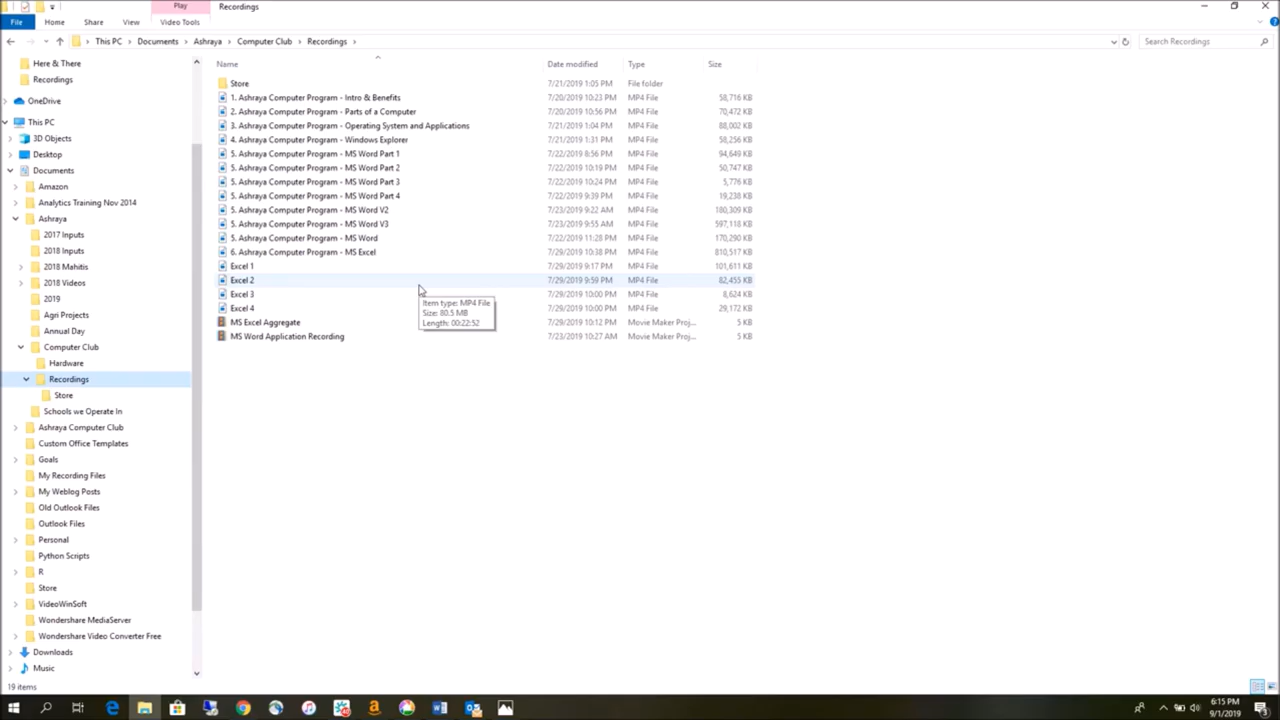 Play
Recordings
File Home Share View Video Tools
This PC Documents Ashraya Computer Club Recordings Search Recordings
Name Date modified Type Size
Store 7/21/2019 1:05 PM File folder
1. Ashraya Computer Program - Intro & Benefits 7/20/2019 10:23 PM MP4 File 58,716 KB
2. Ashraya Computer Program - Parts of a Computer 7/20/2019 10:56 PM MP4 File 70,472 KB
3. Ashraya Computer Program - Operating System and Applications 7/21/2019 1:04 PM MP4 File 88,002 KB
4. Ashraya Computer Program - Windows Explorer 7/22/2019 1:31 PM MP4 File 58,256 KB
5. Ashraya Computer Program - MS Word Part 1 7/22/2019 8:56 PM MP4 File 94,649 KB
5. Ashraya Computer Program - MS Word Part 2 7/22/2019 10:19 PM MP4 File 50,747 KB
5. Ashraya Computer Program - MS Word Part 3 7/22/2019 10:24 PM MP4 File 5,776 KB
5. Ashraya Computer Program - MS Word Part 4 7/22/2019 9:39 PM MP4 File 19,238 KB
5. Ashraya Computer Program - MS Word V2 7/23/2019 9:22 AM MP4 File 180,309 KB
5. Ashraya Computer Program - MS Word V3 7/23/2019 9:55 AM MP4 File 597,118 KB
5. Ashraya Computer Program - MS Word 7/22/2019 11:28 PM MP4 File 170,290 KB
6. Ashraya Computer Program - MS Excel 7/29/2019 10:38 PM MP4 File 810,517 KB
Excel 1 7/29/2019 9:17 PM MP4 File 101,611 KB
Excel 2 7/29/2019 9:59 PM MP4 File 82,455 KB
Excel 3 7/29/2019 10:00 PM MP4 File 8,624 KB
Excel 4 7/29/2019 10:00 PM MP4 File 29,172 KB
MS Excel Aggregate 7/29/2019 10:12 PM Movie Maker Proj... 5 KB
MS Word Application Recording 7/23/2019 10:27 AM Movie Maker Proj... 5 KB
Item type: MP4 File
Size: 80.5 MB
Length: 00:22:52
Here & There
Recordings
OneDrive
This PC
3D Objects
Desktop
Documents
Amazon
Analytics Training Nov 2014
Ashraya
2017 Inputs
2018 Inputs
2018 Mahitis
2018 Videos
2019
Agri Projects
Annual Day
Computer Club
Hardware
Recordings
Store
Schools we Operate In
Ashraya Computer Club
Custom Office Templates
Goals
My Recording Files
My Weblog Posts
Old Outlook Files
Outlook Files
Personal
Python Scripts
R
Store
VideoWinSoft
Wondershare MediaServer
Wondershare Video Converter Free
Downloads
Music
19 items
6:15 PM
9/1/2019